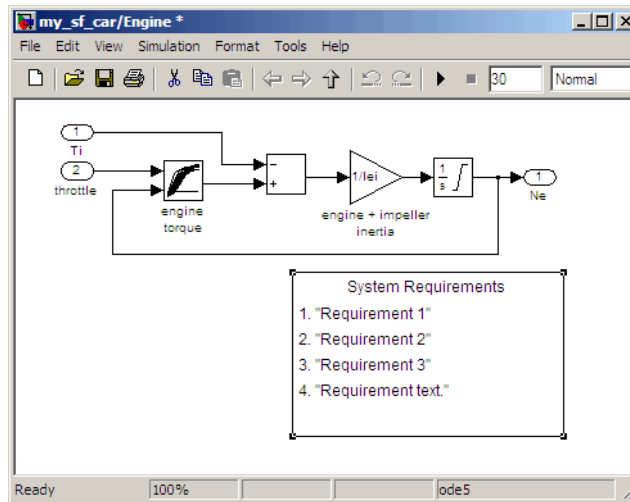 my_sf_car/Engine *
File Edit View Simulation Format Tools Help
30 Normal
1
Ti
2
throttle
engine
torque
−
+
1/Iei
engine + impeller
inertia
1
s
1
Ne
System Requirements
1. "Requirement 1"
2. "Requirement 2"
3. "Requirement 3"
4. "Requirement text."
Ready 100% ode5